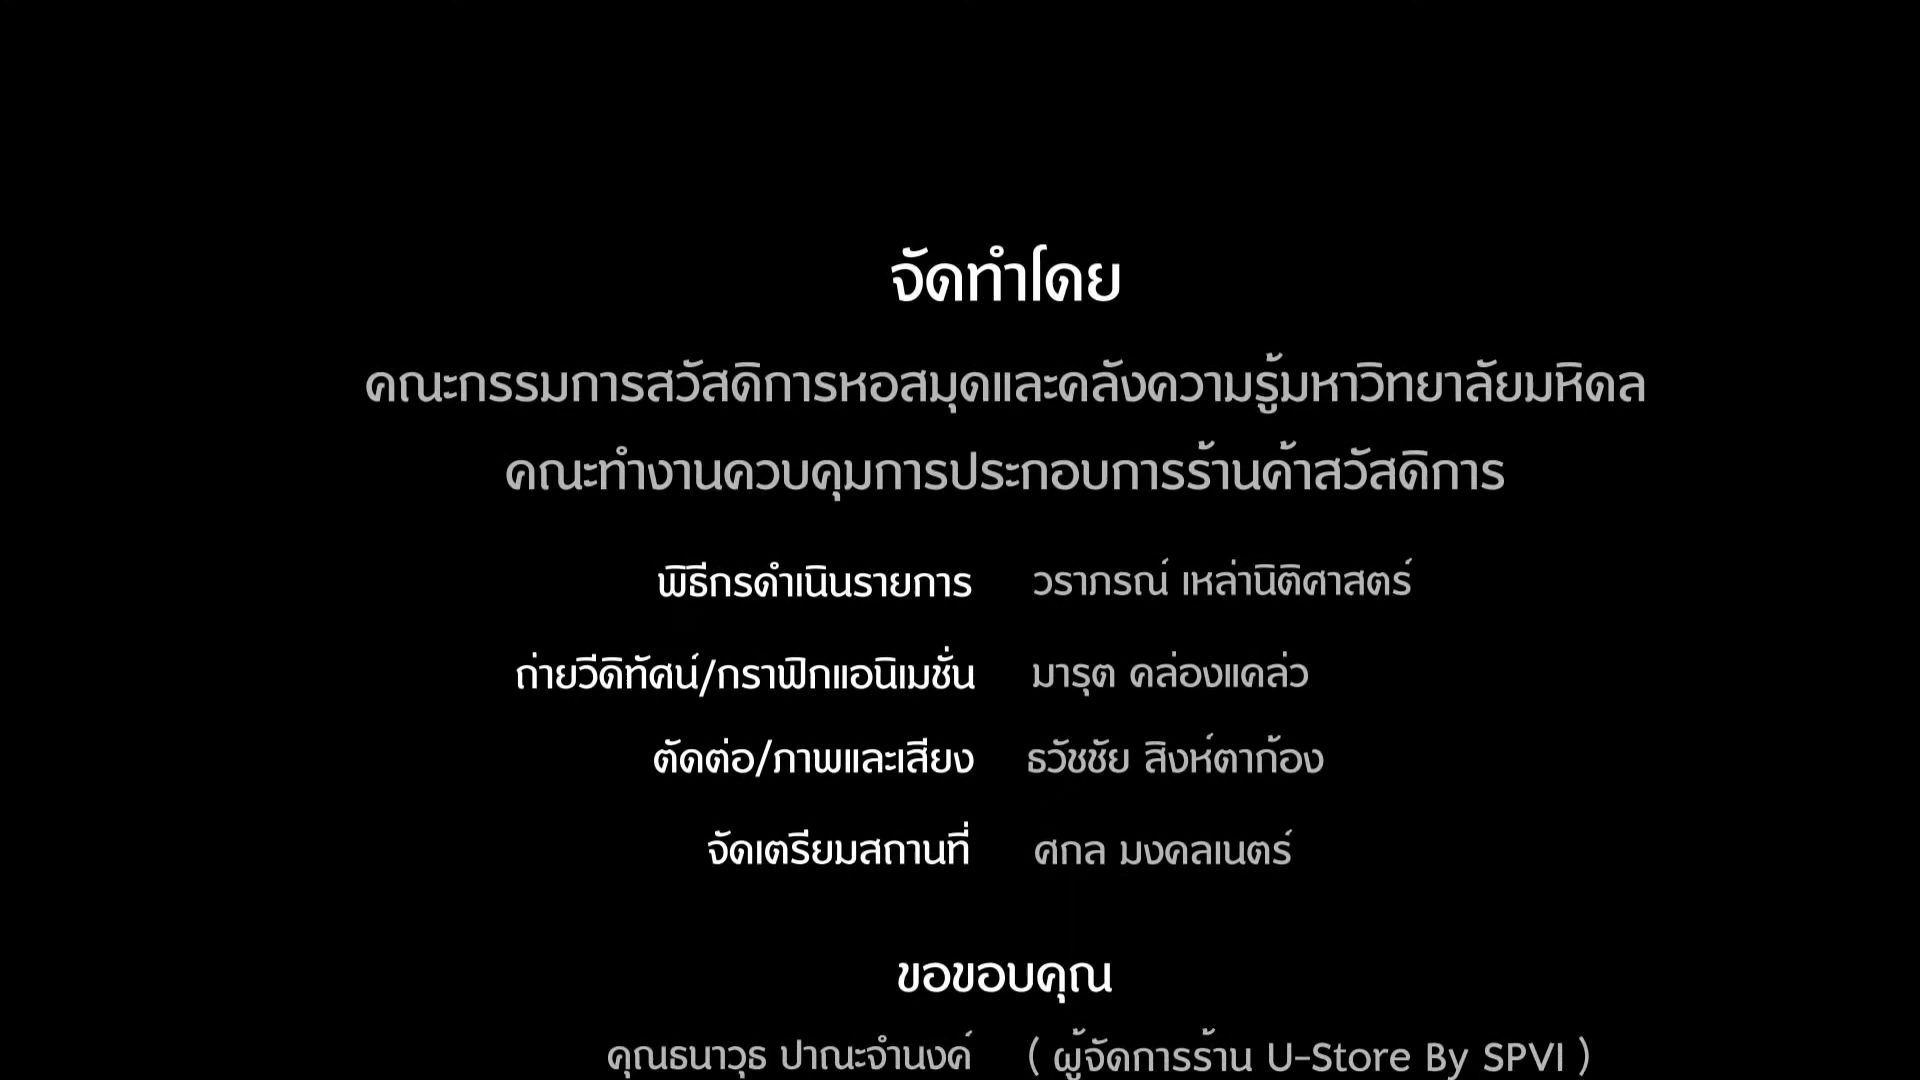 จัดทำโดย
คณะกรรมการสวัสดิการหอสมุดและคลังความรู้มหาวิทยาลัยมหิดล
คณะทำงานควบคุมการประกอบการร้านค้าสวัสดิการ
พิธีกรดำเนินรายการ วราภรณ์ เหล่านิติศาสตร์
ถ่ายวีดิทัศน์/กราฟิกแอนิเมชั่น มารุต คล่องแคล่ว
ตัดต่อ/ภาพและเสียง ธวัชชัย สิงห์ตาก้อง
จัดเตรียมสถานที่ ศกล มงคลเนตร์
ขอขอบคุณ
คุณธนาวุธ ปาณะจำนงค์ ( ผู้จัดการร้าน U-Store By SPVI )